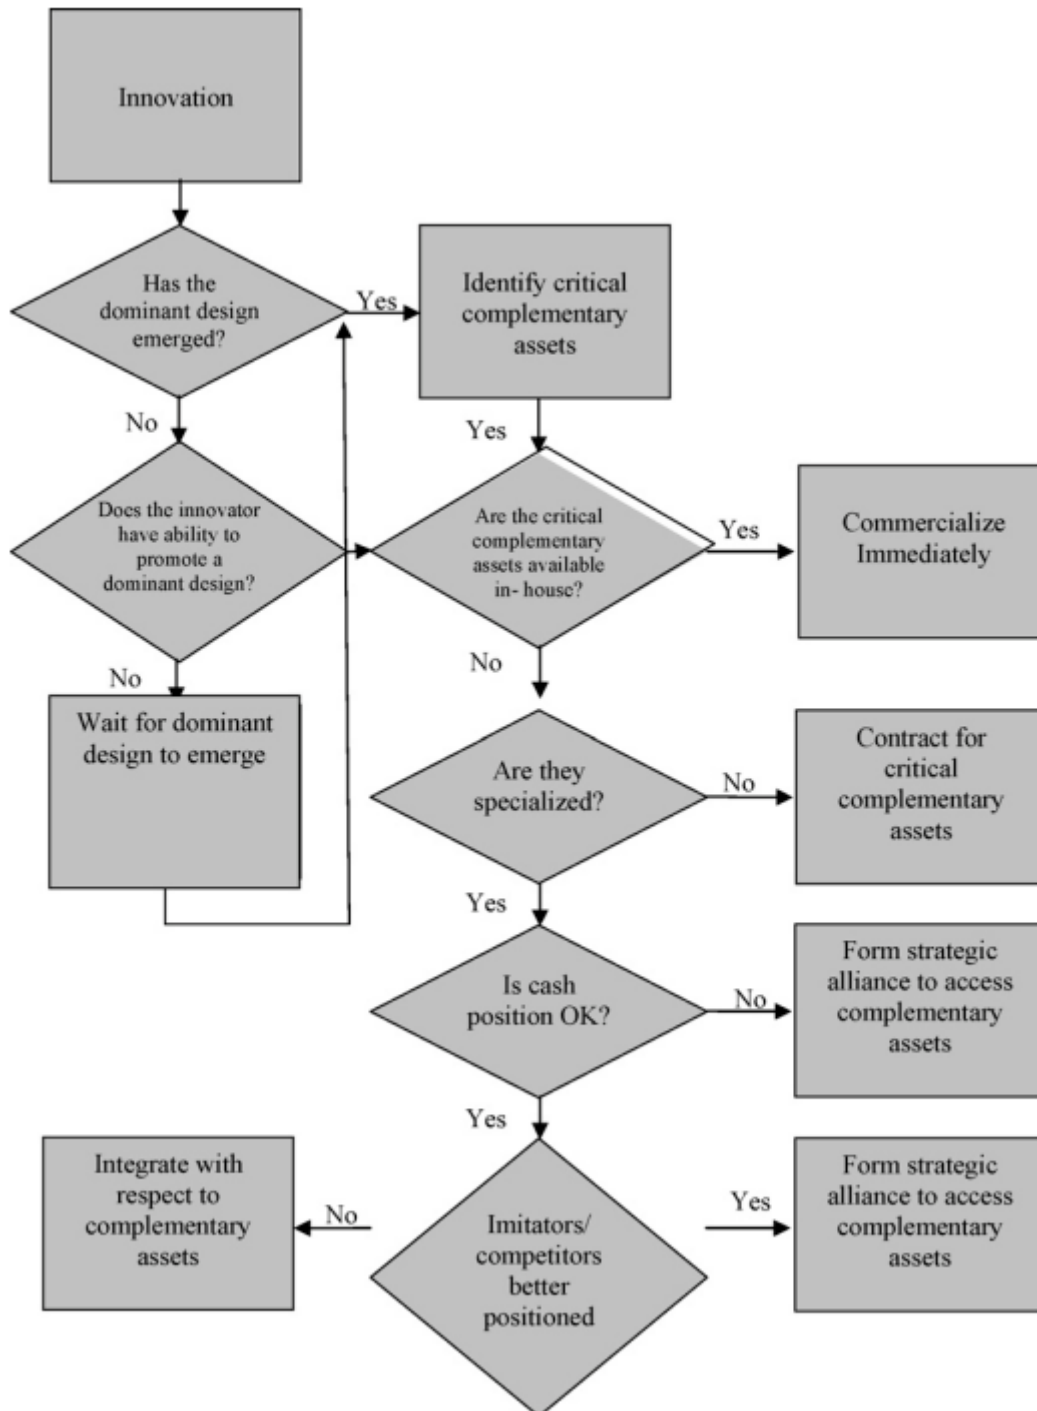 Innovation
Has the
dominant design
emerged?
Yes
Identify critical
complementary
assets
No
Yes
Does the innovator
have ability to
promote a
dominant design?
Are the critical
complementary
assets available
in- house?
Yes
Commercialize
Immediately
No
No
Wait for dominant
design to emerge
Are they
specialized?
No
Contract for
critical
complementary
assets
Yes
Is cash
position OK?
No
Form strategic
alliance to access
complementary
assets
Yes
Integrate with
respect to
complementary
assets
No
Imitators/
competitors
better
positioned
Yes
Form strategic
alliance to access
complementary
assets